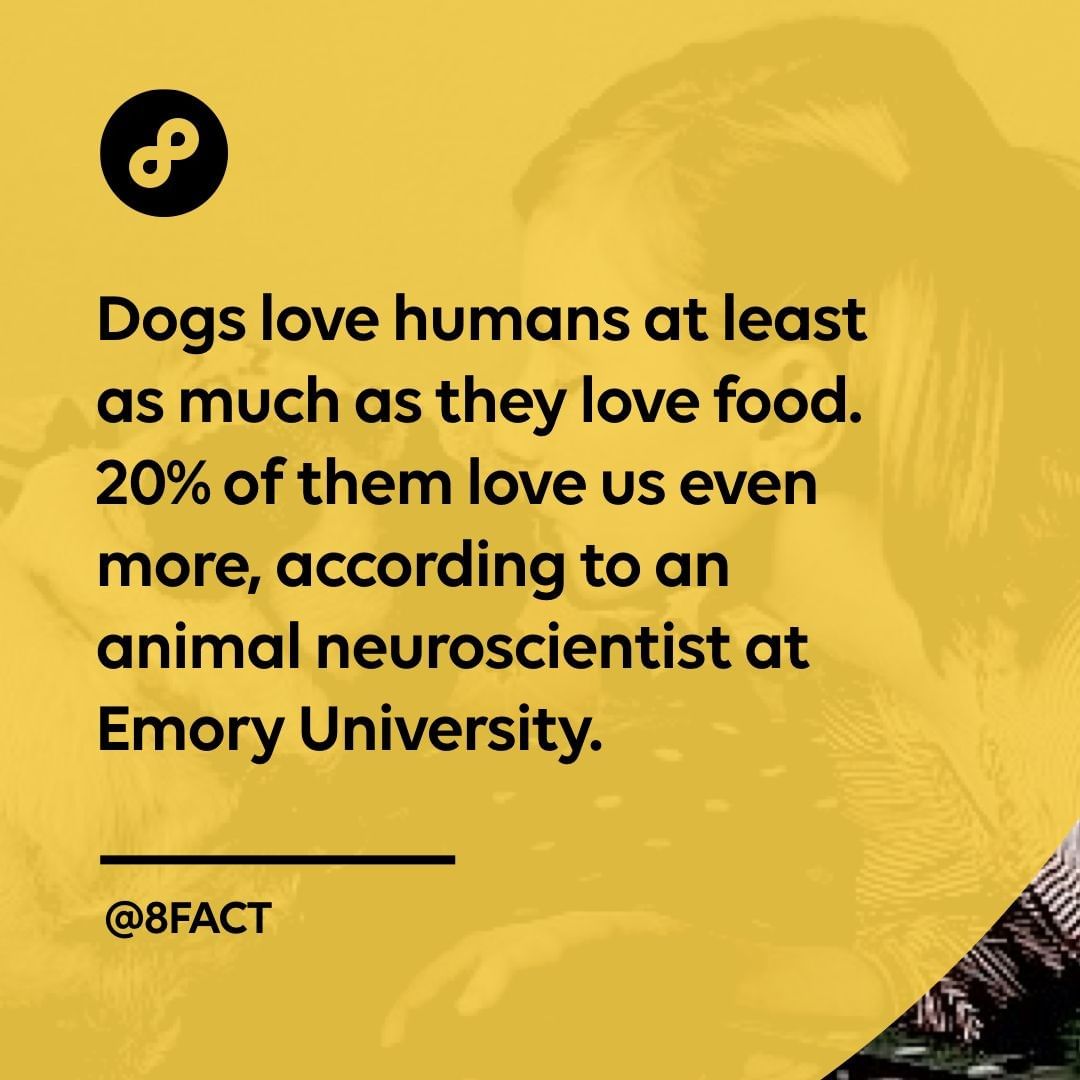 Dogs love humans at least
as much as they love food.
20% of them love us even
more, according to an
animal neuroscientist at
Emory University.
@8FACT